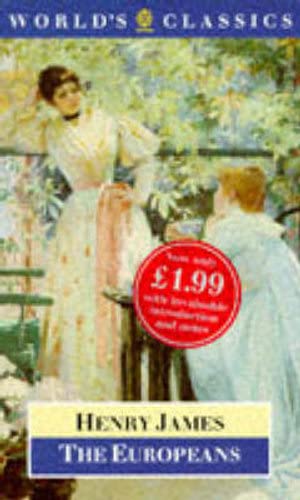 WORLD'S CLASSICS
Now only
£1.99
with invaluable
introduction
and notes
HENRY JAMES
THE EUROPEANS